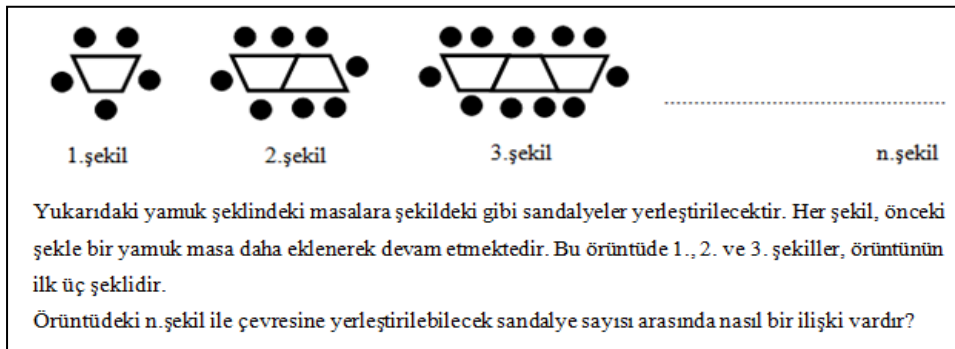 1.şekil 2.şekil 3.şekil n.şekil
Yukarıdaki yamuk şeklindeki masalara şekildeki gibi sandalyeler yerleştirilecektir. Her şekil, önceki
şekle bir yamuk masa daha eklenerek devam etmektedir. Bu örüntüde 1., 2. ve 3. şekiller, örüntünün
ilk üç şeklidir.
Örüntüdeki n.şekil ile çevresine yerleştirilebilecek sandalye sayısı arasında nasıl bir ilişki vardır?